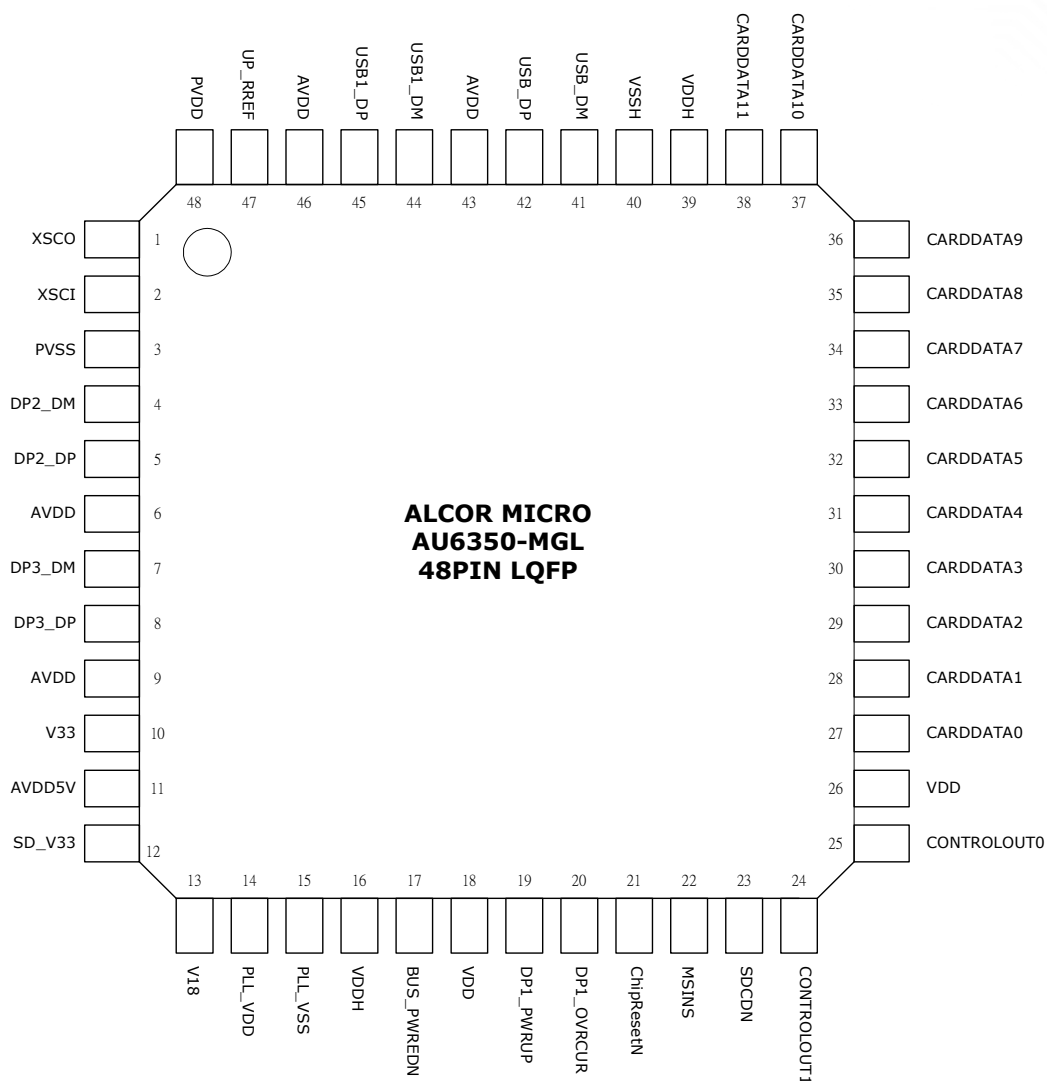 PVDD
UP_RREF
AVDD
USB1_DP
USB1_DM
AVDD
USB_DP
USB_DM
VSSH
VDDH
CARDDATA11
CARDDATA10
48 47 46 45 44 43 42 41 40 39 38 37
XSCO 1
XSCI 2
PVSS 3
DP2_DM 4
DP2_DP 5
AVDD 6
DP3_DM 7
DP3_DP 8
AVDD 9
V33 10
AVDD5V 11
SD_V33 12
ALCOR MICRO
AU6350-MGL
48PIN LQFP
36 CARDDATA9
35 CARDDATA8
34 CARDDATA7
33 CARDDATA6
32 CARDDATA5
31 CARDDATA4
30 CARDDATA3
29 CARDDATA2
28 CARDDATA1
27 CARDDATA0
26 VDD
25 CONTROLOUT0
13 14 15 16 17 18 19 20 21 22 23 24
V18
PLL_VDD
PLL_VSS
VDDH
BUS_PWREDN
VDD
DP1_PWRUP
DP1_OVRCUR
ChipResetN
MSINS
SDCDN
CONTROLOUT1